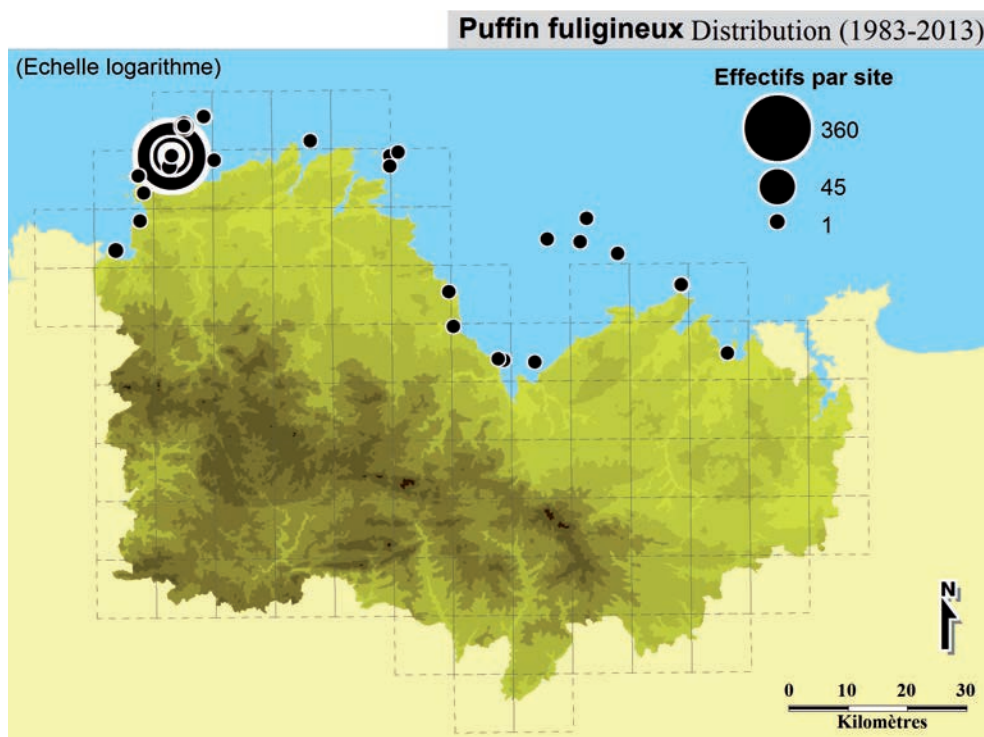 Puffin fuligineux Distribution (1983-2013)
(Echelle logarithme)
Effectifs par site
360
45
1
N
0 10 20 30
Kilomètres